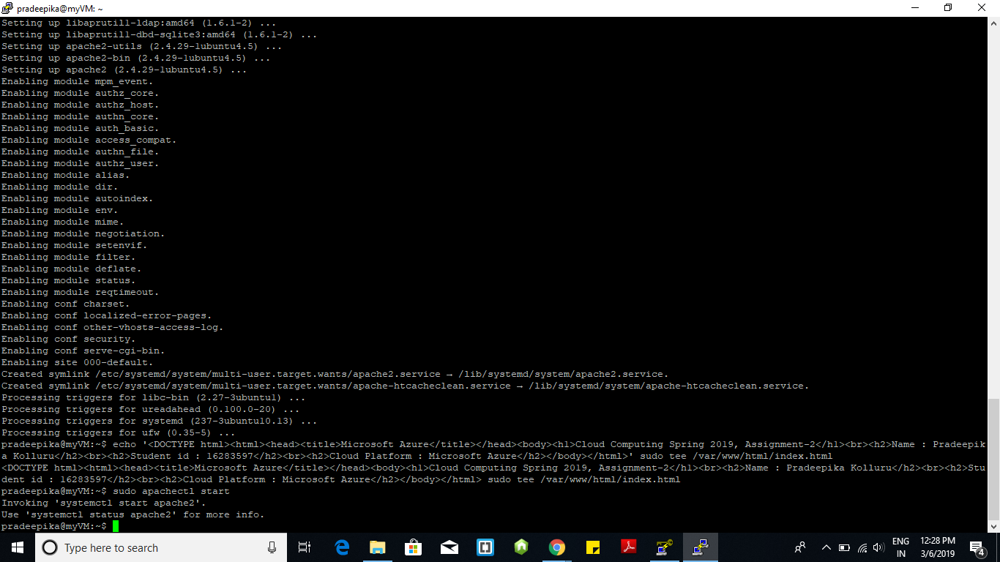 pradeepika@myVM: ~
Setting up libaprutil1-ldap:amd64 (1.6.1-2) ...
Setting up libaprutil1-dbd-sqlite3:amd64 (1.6.1-2) ...
Setting up apache2-utils (2.4.29-1ubuntu4.5) ...
Setting up apache2-bin (2.4.29-1ubuntu4.5) ...
Setting up apache2 (2.4.29-1ubuntu4.5) ...
Enabling module mpm_event.
Enabling module authz_core.
Enabling module authz_host.
Enabling module authn_core.
Enabling module auth_basic.
Enabling module access_compat.
Enabling module authn_file.
Enabling module authz_user.
Enabling module alias.
Enabling module dir.
Enabling module autoindex.
Enabling module env.
Enabling module mime.
Enabling module negotiation.
Enabling module setenvif.
Enabling module filter.
Enabling module deflate.
Enabling module status.
Enabling module reqtimeout.
Enabling conf charset.
Enabling conf localized-error-pages.
Enabling conf other-vhosts-access-log.
Enabling conf security.
Enabling conf serve-cgi-bin.
Enabling site 000-default.
Created symlink /etc/systemd/system/multi-user.target.wants/apache2.service → /lib/systemd/system/apache2.service.
Created symlink /etc/systemd/system/multi-user.target.wants/apache-htcacheclean.service → /lib/systemd/system/apache-htcacheclean.service.
Processing triggers for libc-bin (2.27-3ubuntu1) ...
Processing triggers for ureadahead (0.100.0-20) ...
Processing triggers for systemd (237-3ubuntu10.13) ...
Processing triggers for ufw (0.35-5) ...
pradeepika@myVM:~$ echo '<DOCTYPE html><html><head><title>Microsoft Azure</title></head><body><h1>Cloud Computing Spring 2019, Assignment-2</h1><br><h2>Name : Pradeepik
a Kolluru</h2><br><h2>Student id : 16283597</h2><br><h2>Cloud Platform : Microsoft Azure</h2></body></html>' sudo tee /var/www/html/index.html
<DOCTYPE html><html><head><title>Microsoft Azure</title></head><body><h1>Cloud Computing Spring 2019, Assignment-2</h1><br><h2>Name : Pradeepika Kolluru</h2><br><h2>Stu
dent id : 16283597</h2><br><h2>Cloud Platform : Microsoft Azure</h2></body></html> sudo tee /var/www/html/index.html
pradeepika@myVM:~$ sudo apachectl start
Invoking 'systemctl start apache2'.
Use 'systemctl status apache2' for more info.
pradeepika@myVM:~$
Type here to search
ENG
IN
12:28 PM
3/6/2019
4